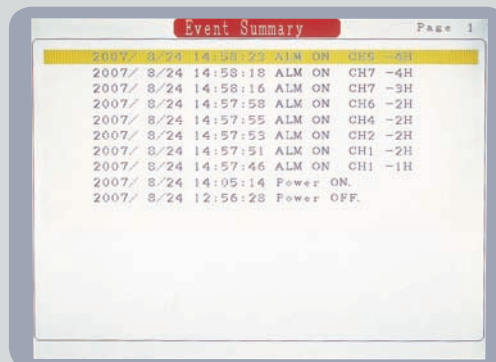 Event Summary Page 1
2007/ 8/24 14:58:23 ALM ON -4H
2007/ 8/24 14:58:18 ALM ON CH7 -4H
2007/ 8/24 14:58:16 ALM ON CH7 -3H
2007/ 8/24 14:57:58 ALM ON CH6 -2H
2007/ 8/24 14:57:55 ALM ON CH4 -2H
2007/ 8/24 14:57:53 ALM ON CH2 -2H
2007/ 8/24 14:57:51 ALM ON CH1 -2H
2007/ 8/24 14:57:46 ALM ON CH1 -1H
2007/ 8/24 14:05:14 Power ON.
2007/ 8/24 12:56:28 Power OFF.